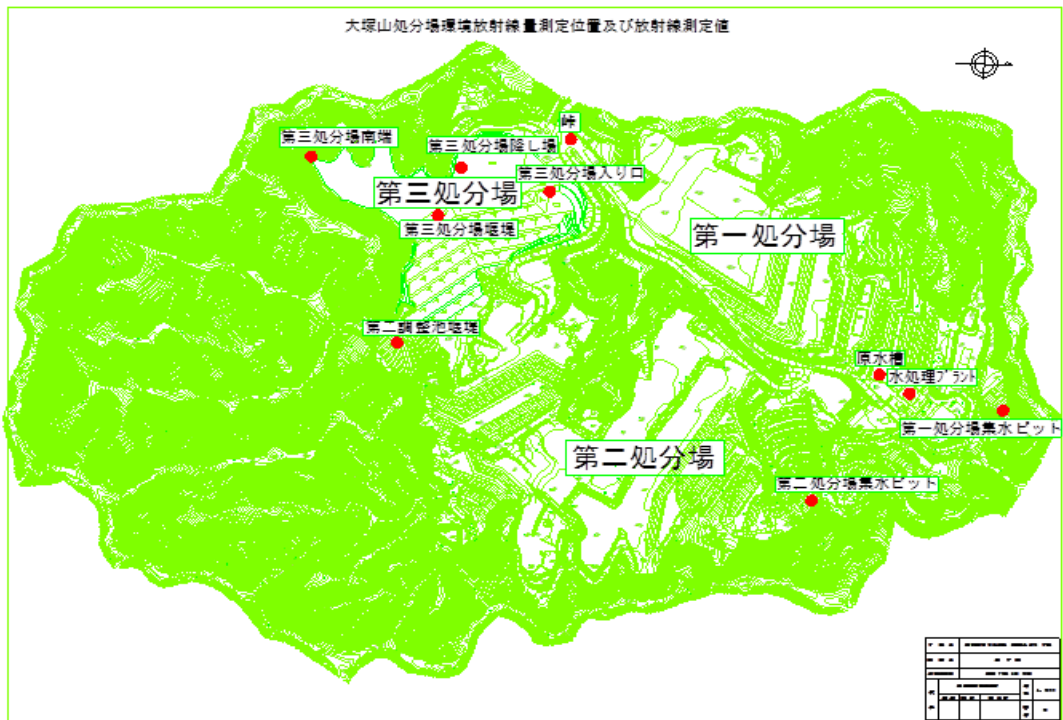 大塚山処分場環境放射線量測定位置及び放射線測定値
峠
第三処分場南端
第三処分場降し場
第三処分場入り口
第三処分場
第三処分場堰堤
第一処分場
第二調整池堰堤
原水槽
水処理プラント
第一処分場集水ピット
第二処分場
第二処分場集水ピット